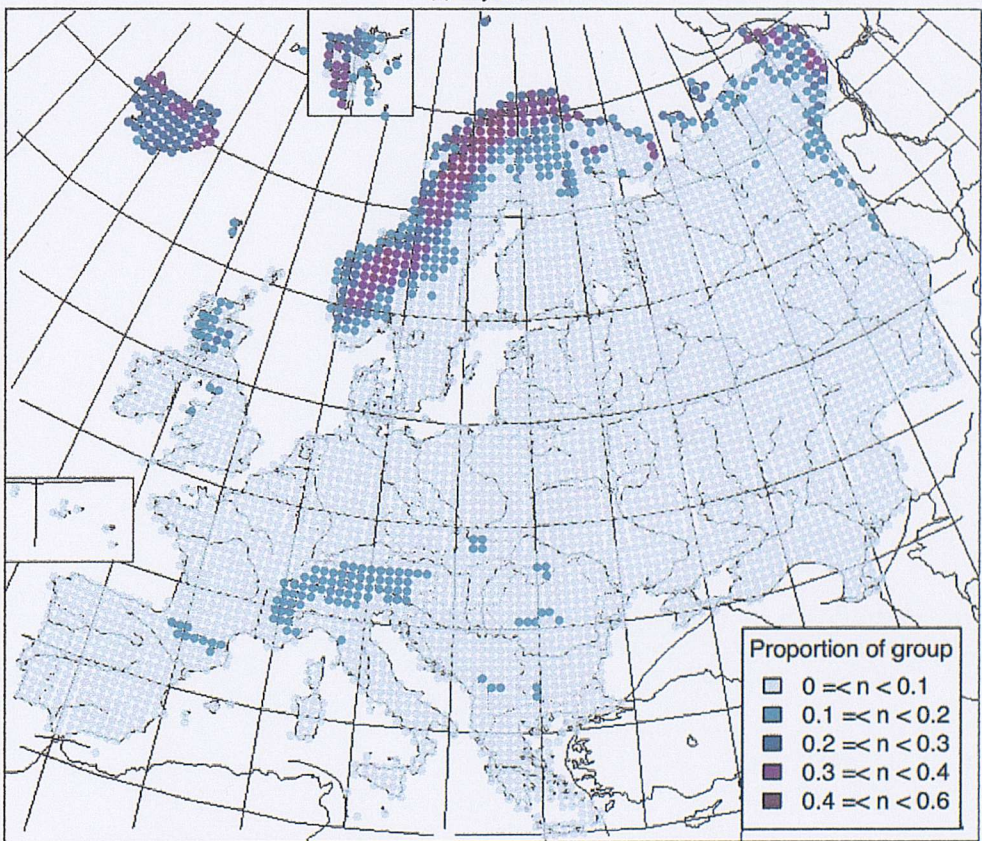 Proportion of group
0 =< n < 0.1
0.1 =< n < 0.2
0.2 =< n < 0.3
0.3 =< n < 0.4
0.4 =< n < 0.6